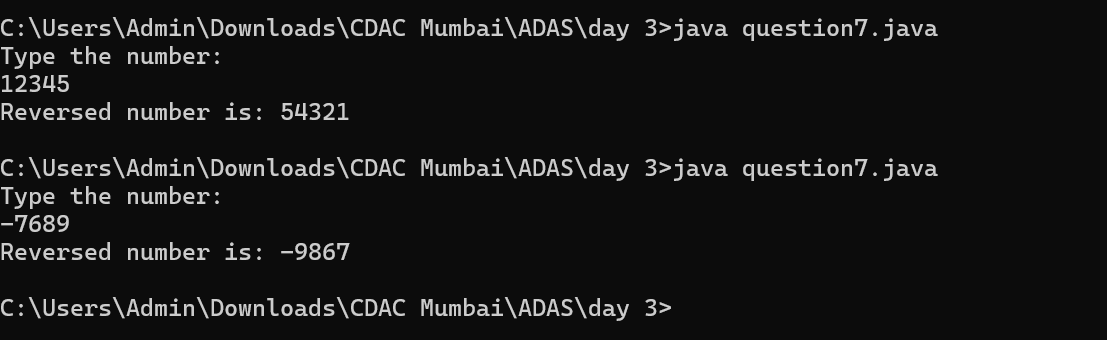 C:\Users\Admin\Downloads\CDAC Mumbai\ADAS\day 3>java question7.java
Type the number:
12345
Reversed number is: 54321
C:\Users\Admin\Downloads\CDAC Mumbai\ADAS\day 3>java question7.java
Type the number:
-7689
Reversed number is: -9867
C:\Users\Admin\Downloads\CDAC Mumbai\ADAS\day 3>